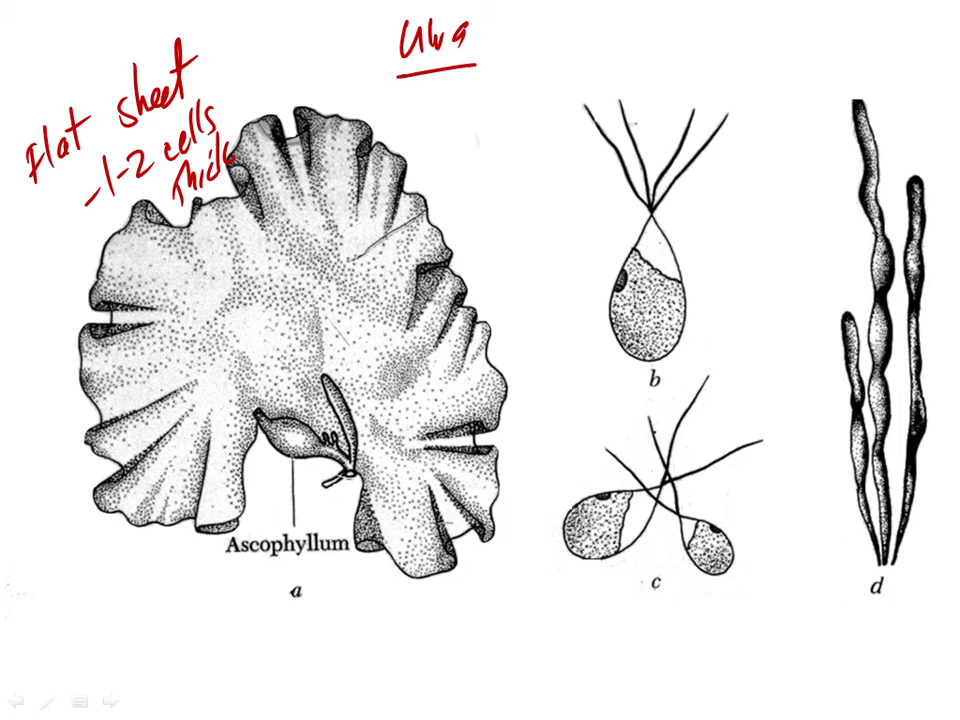 Ulva
Flat sheet
-1-2 cells
Thick
Ascophyllum
a
b
c
d